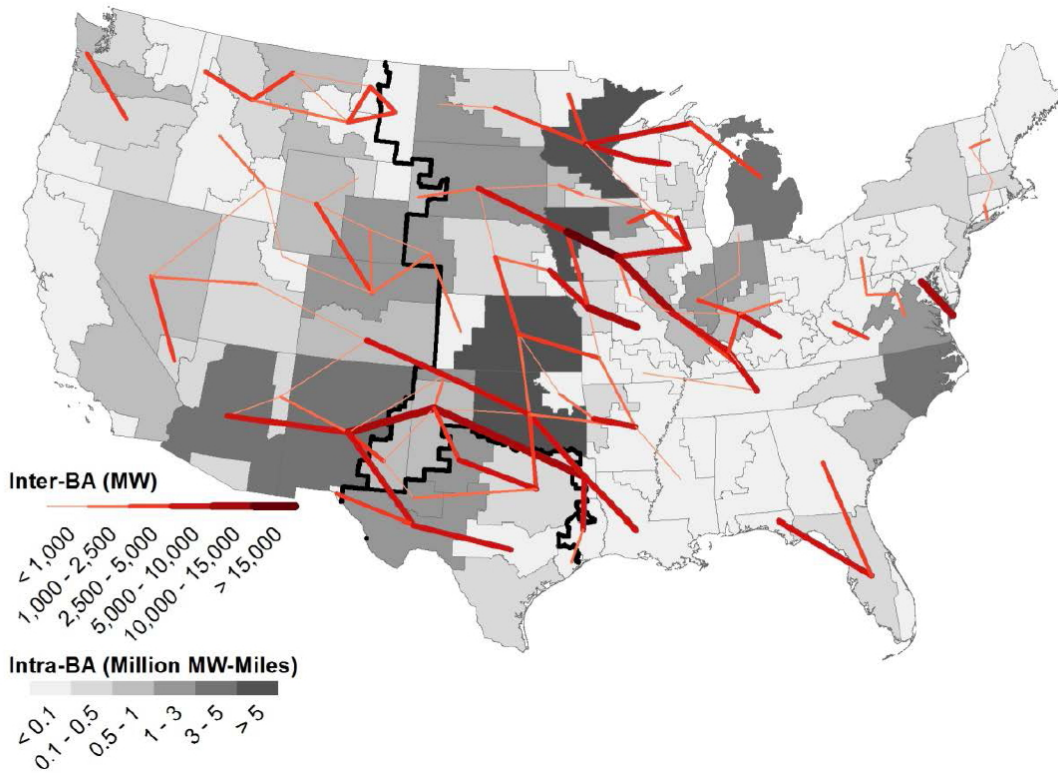 Inter-BA (MW)
< 1,000
1,000 - 2,500
2,500 - 5,000
5,000 - 10,000
10,000 - 15,000
> 15,000
Intra-BA (Million MW-Miles)
< 0.1
0.1 - 0.5
0.5 - 1
1 - 3
3 - 5
> 5